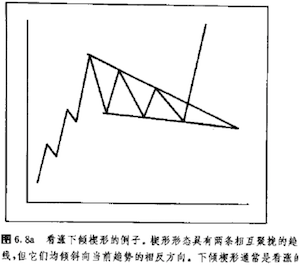 图 6.8a 看涨下倾楔形的例子。楔形形态具有两条相互聚拢的趋
线,但它们均倾斜向当前趋势的相反方向。下倾楔形通常是看涨的